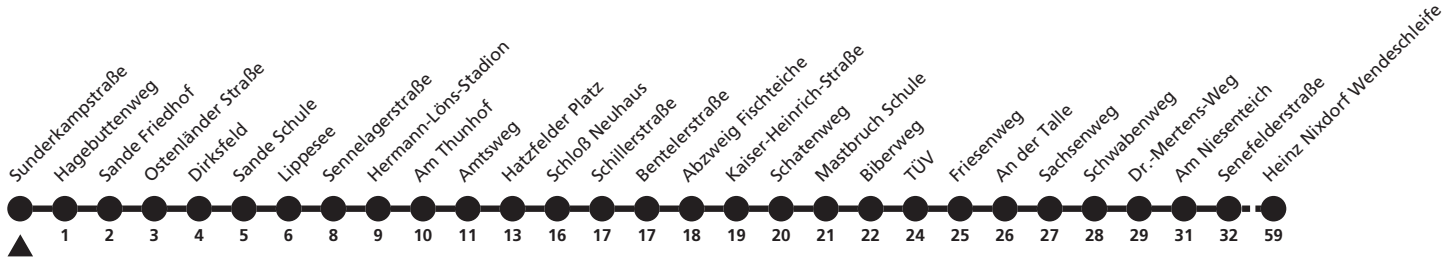 Sunderkampstraße
Hagebuttenweg
Sande Friedhof
Ostenländer Straße
Dirksfeld
Sande Schule
Lippesee
Sennelagerstraße
Hermann-Löns-Stadion
Am Thunhof
Amtsweg
Hatzfelder Platz
Schloß Neuhaus
Schillerstraße
Bentelerstraße
Abzweig Fischteiche
Kaiser-Heinrich-Straße
Schatenweg
Mastbruch Schule
Biberweg
TÜV
Friesenweg
An der Talle
Sachsenweg
Schwabenweg
Dr.-Mertens-Weg
Am Niesenteich
Senefelderstraße
Heinz Nixdorf Wendeschleife
1 2 3 4 5 6 8 9 10 11 13 16 17 17 18 19 20 21 22 24 25 26 27 28 29 31 32 59